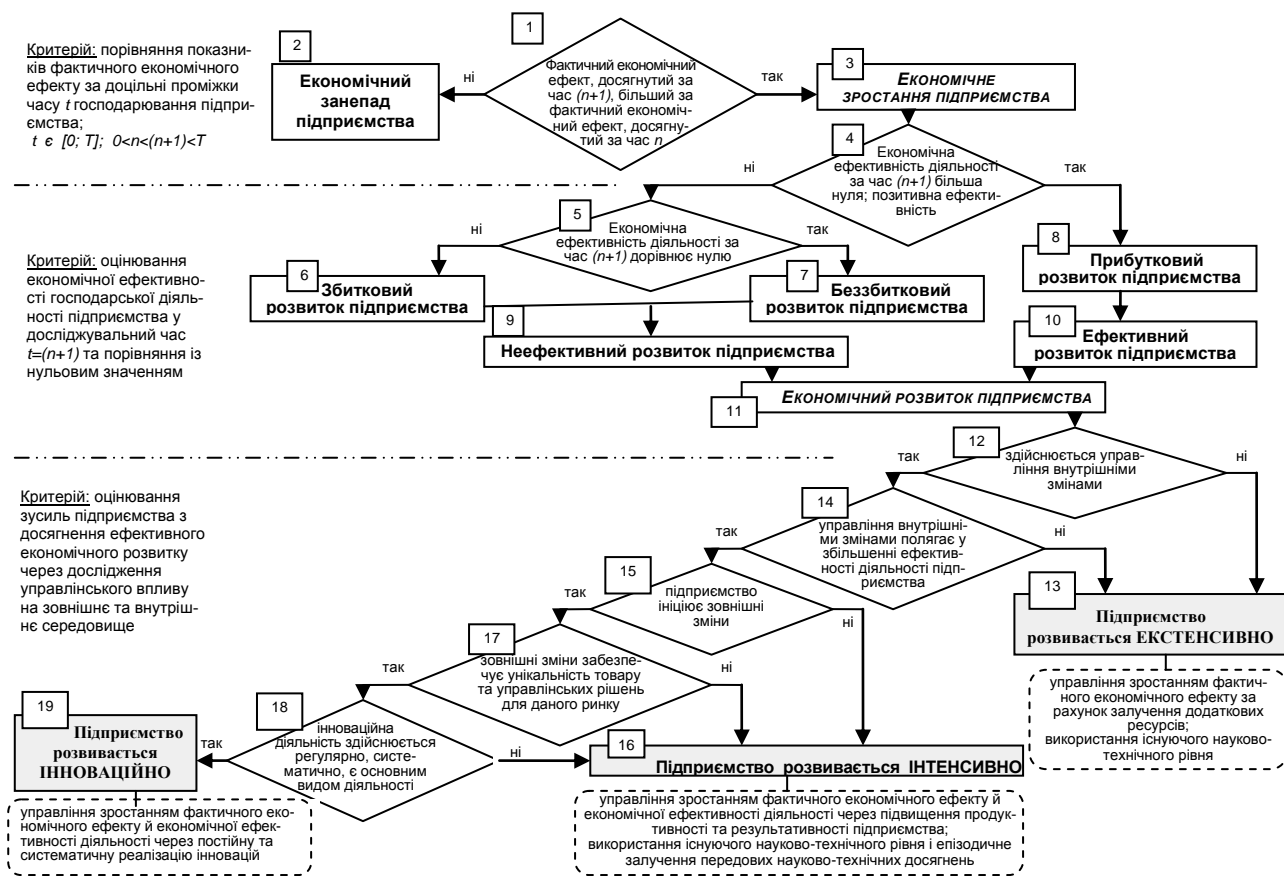 1
2
Критерій: порівняння показни-
ків фактичного економічного
ефекту за доцільні проміжки
часу t господарювання підпри-
ємства;
t є [0; T]; 0<n<(n+1)<T
Економічний
занепад
підприємства
ні
Фактичний економічний
ефект, досягнутий за
час (n+1), більший за
фактичний економіч-
ний ефект, досягну-
тий за час n
так
3
ЕКОНОМІЧНЕ
ЗРОСТАННЯ ПІДПРИЄМСТВА
4
ні
Економічна
ефективність діяльності
за час (n+1) більша
нуля; позитивна ефекти-
вність
так
5
ні
Економічна
ефективність діяльності за
час (n+1) дорівнює нулю
так
Критерій: оцінювання
економічної ефективно-
сті господарської діяль-
ності підприємства у
досліджувальний час
t=(n+1) та порівняння із
нульовим значенням
6
Збитковий
розвиток підприємства
7
Беззбитковий
розвиток підприємства
8
Прибутковий
розвиток підприємства
9
Неефективний розвиток підприємства
10
Ефективний
розвиток підприємства
11
ЕКОНОМІЧНИЙ РОЗВИТОК ПІДПРИЄМСТВА
12
так
здійснюється управ-
ління внутрішніми
змінами
ні
Критерій: оцінювання
зусиль підприємства з
досягнення ефективного
економічного розвитку
через дослідження
управлінського впливу
на зовнішнє та внутріш-
нє середовище
14
так
управління внутрішні-
ми змінами полягає у
збільшенні ефектив-
ності діяльності підп-
риємства
ні
15
так
підприємство
ініціює зовнішні
зміни
ні
13
Підприємство
розвивається ЕКСТЕНСИВНО
управління зростанням фактич-
ного економічного ефекту за
рахунок залучення додаткових
ресурсів;
використання існуючого науково-
технічного рівня
17
так
зовнішні зміни забезпе-
чує унікальність товару
та управлінських рішень
для даного ринку
ні
18
так
інноваційна
діяльність здійснюється
регулярно, систе-
матично, є основним
видом діяльності
ні
19
Підприємство
розвивається
ІННОВАЦІЙНО
16
Підприємство розвивається ІНТЕНСИВНО
управління зростанням фактичного еко-
номічного ефекту й економічної ефек-
тивності діяльності через постійну та
систематичну реалізацію інновацій
управління зростанням фактичного економічного ефекту й
економічної ефективності діяльності через підвищення продук-
тивності та результативності підприємства;
використання існуючого науково-технічного рівня і епізодичне
залучення передових науково-технічних досягнень